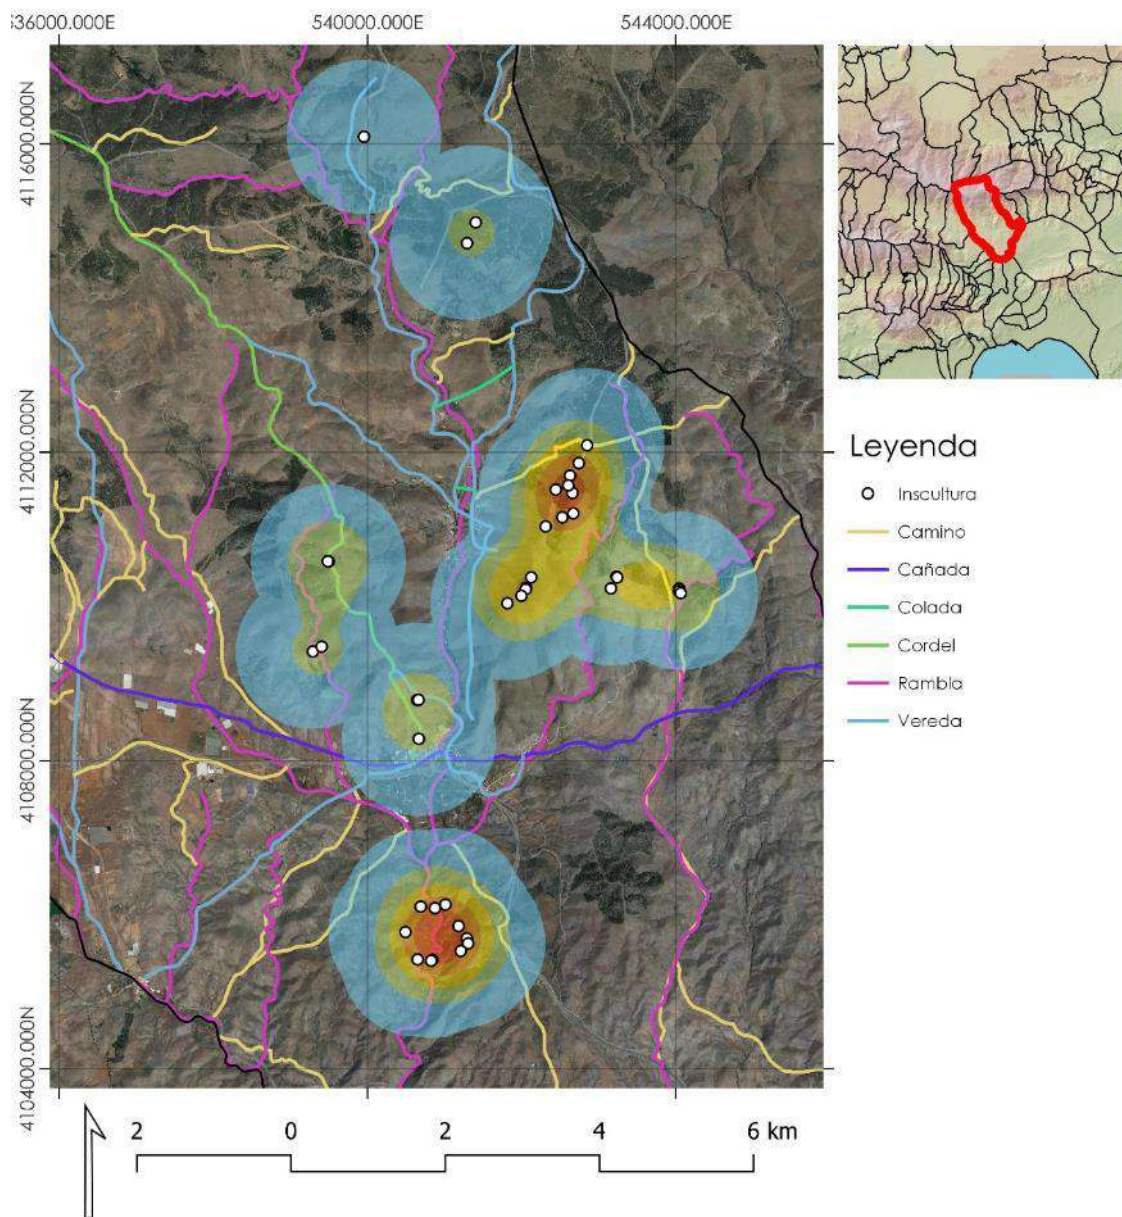 536000.000E 540000.000E 544000.000E
4116000.000N
4112000.000N
4108000.000N
4104000.000N
Leyenda
Inscultura
Camino
Cañada
Colada
Cordel
Rambla
Vereda
2 0 2 4 6 km